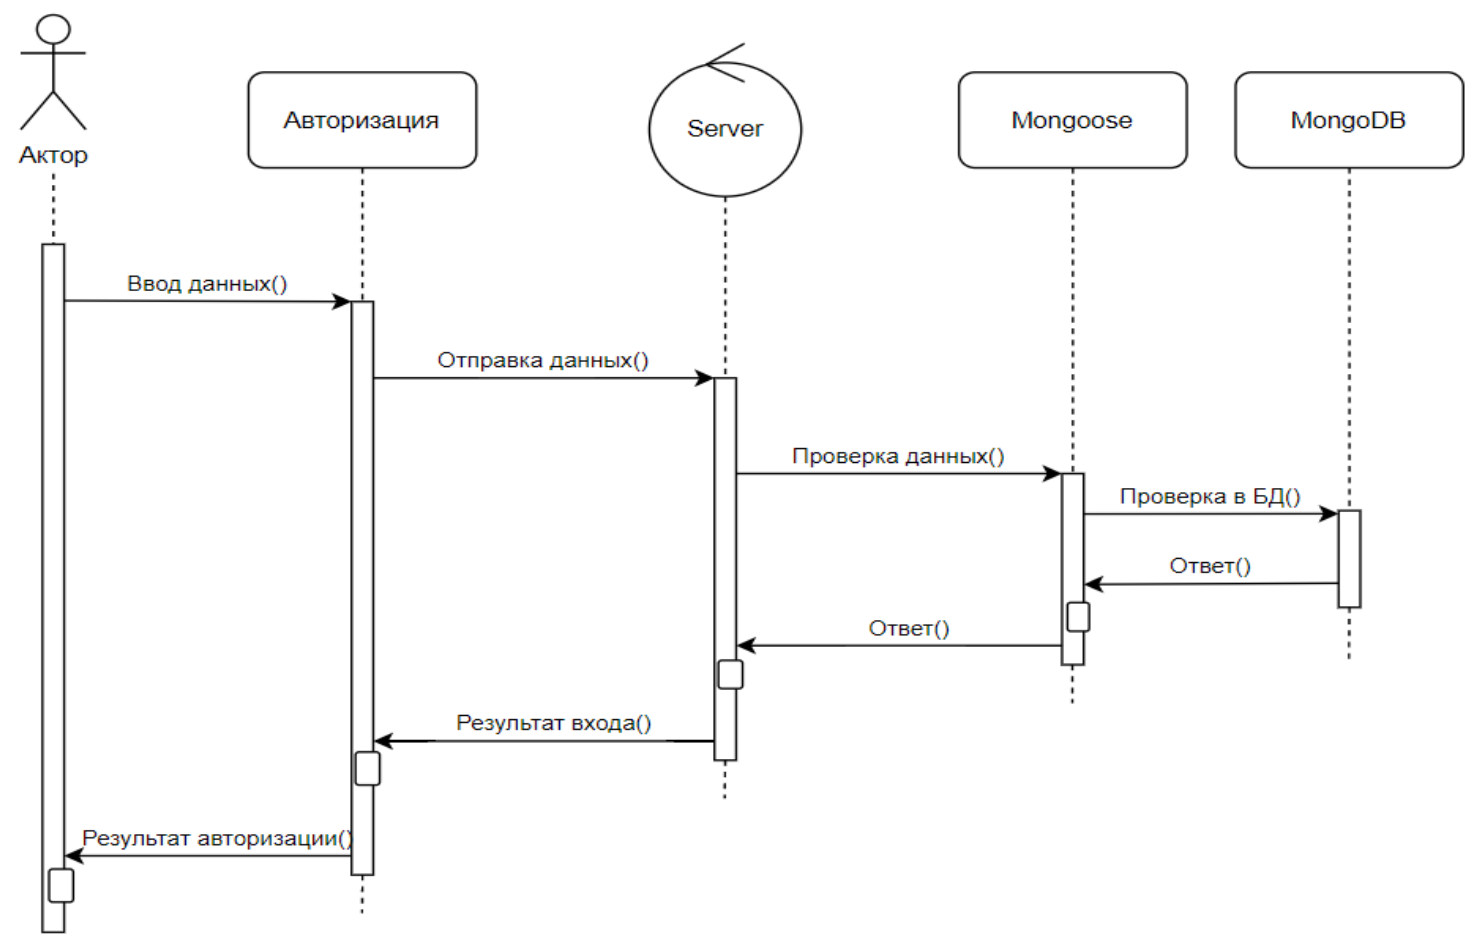 Актор
Авторизация
Server
Mongoose
MongoDB
Ввод данных()
Отправка данных()
Проверка данных()
Проверка в БД()
Ответ()
Ответ()
Результат входа()
Результат авторизации()